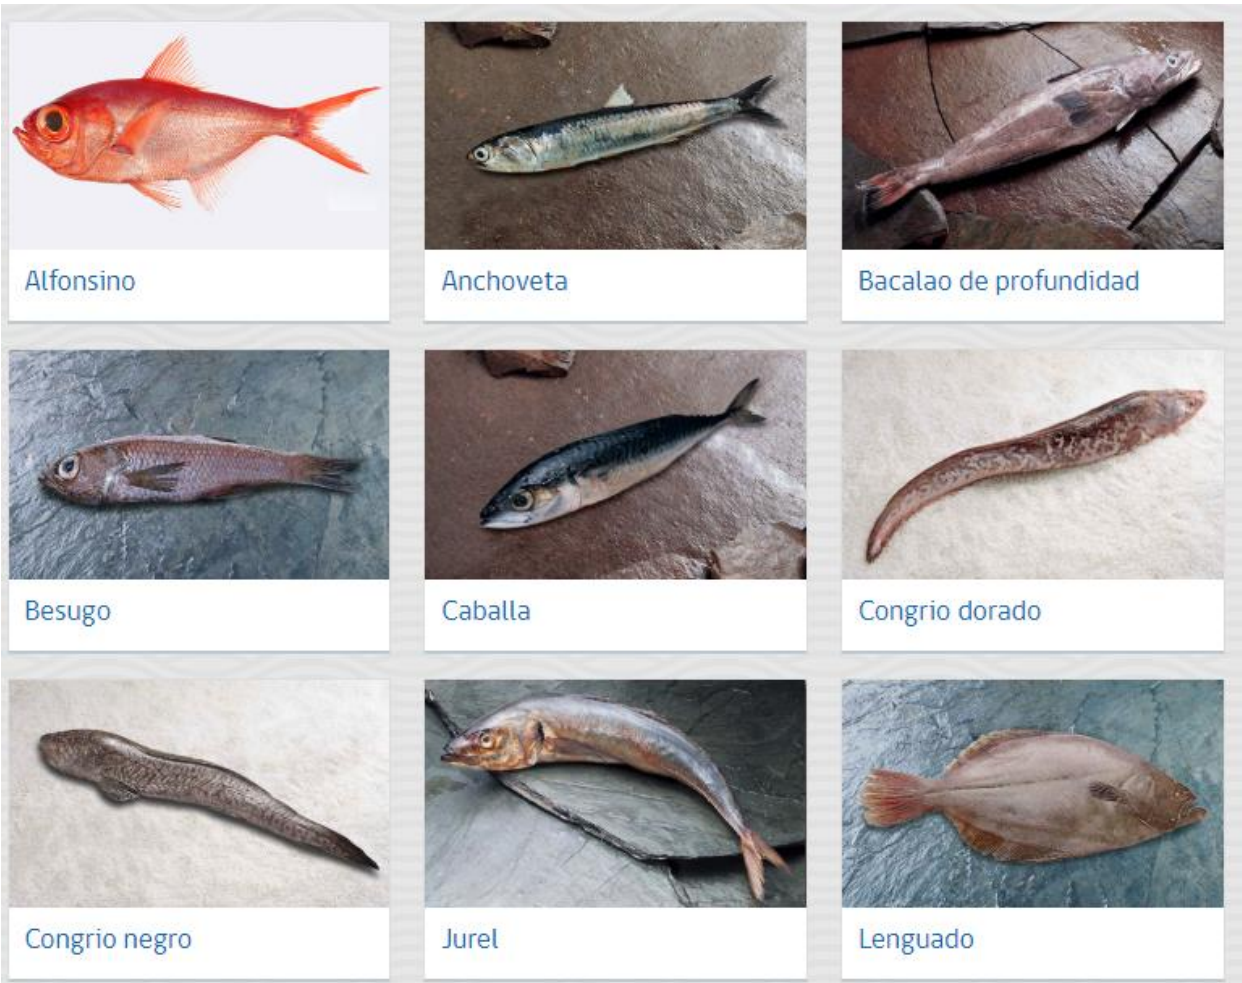 Alfonsino
Anchoveta
Bacalao de profundidad
Besugo
Caballa
Congrio dorado
Congrio negro
Jurel
Lenguado